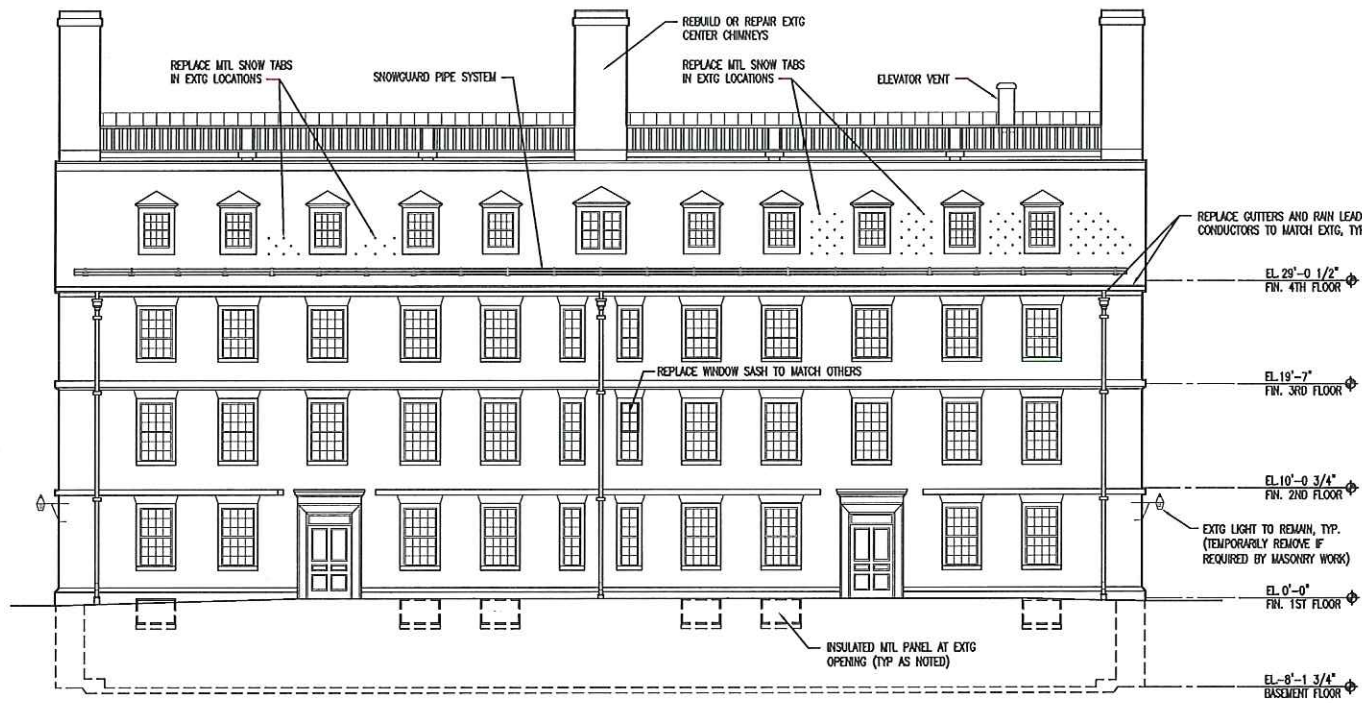 REBUILD OR REPAIR EXTG
CENTER CHIMNEYS
REPLACE MTL SNOW TABS
IN EXTG LOCATIONS
SNOWGUARD PIPE SYSTEM
REPLACE MTL SNOW TABS
IN EXTG LOCATIONS
ELEVATOR VENT
REPLACE GUTTERS AND RAIN LEAD
CONDUCTORS TO MATCH EXTG, TYP
EL. 29'-0 1/2"
FIN. 4TH FLOOR
REPLACE WINDOW SASH TO MATCH OTHERS
EL. 19'-7"
FIN. 3RD FLOOR
EL. 10'-0 3/4"
FIN. 2ND FLOOR
EXTG LIGHT TO REMAIN, TYP.
(TEMPORARILY REMOVE IF
REQUIRED BY MASONRY WORK)
EL. 0'-0"
FIN. 1ST FLOOR
INSULATED MTL PANEL AT EXTG
OPENING (TYP AS NOTED)
EL.-8'-1 3/4"
BASEMENT FLOOR